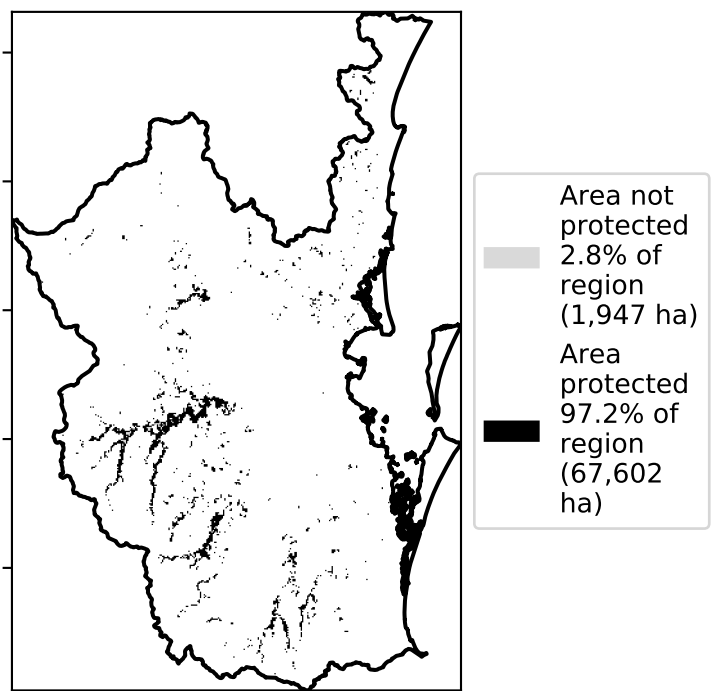 Area not
protected
2.8% of
region
(1,947 ha)
Area
protected
97.2% of
region
(67,602
ha)